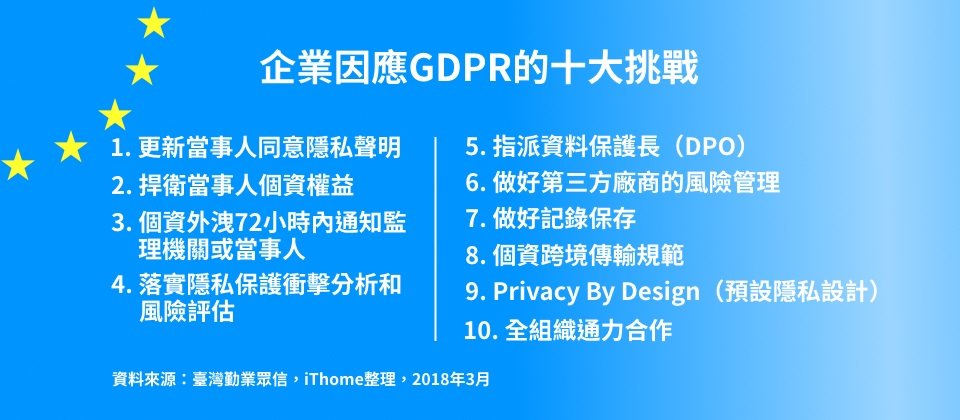 企業因應GDPR的十大挑戰
1. 更新當事人同意隱私聲明
2. 捍衛當事人個資權益
3. 個資外洩72小時內通知監
理機關或當事人
4. 落實隱私保護衝擊分析和
風險評估
5. 指派資料保護長（DPO）
6. 做好第三方廠商的風險管理
7. 做好記錄保存
8. 個資跨境傳輸規範
9. Privacy By Design（預設隱私設計）
10. 全組織通力合作
資料來源：臺灣勤業眾信，iThome整理，2018年3月